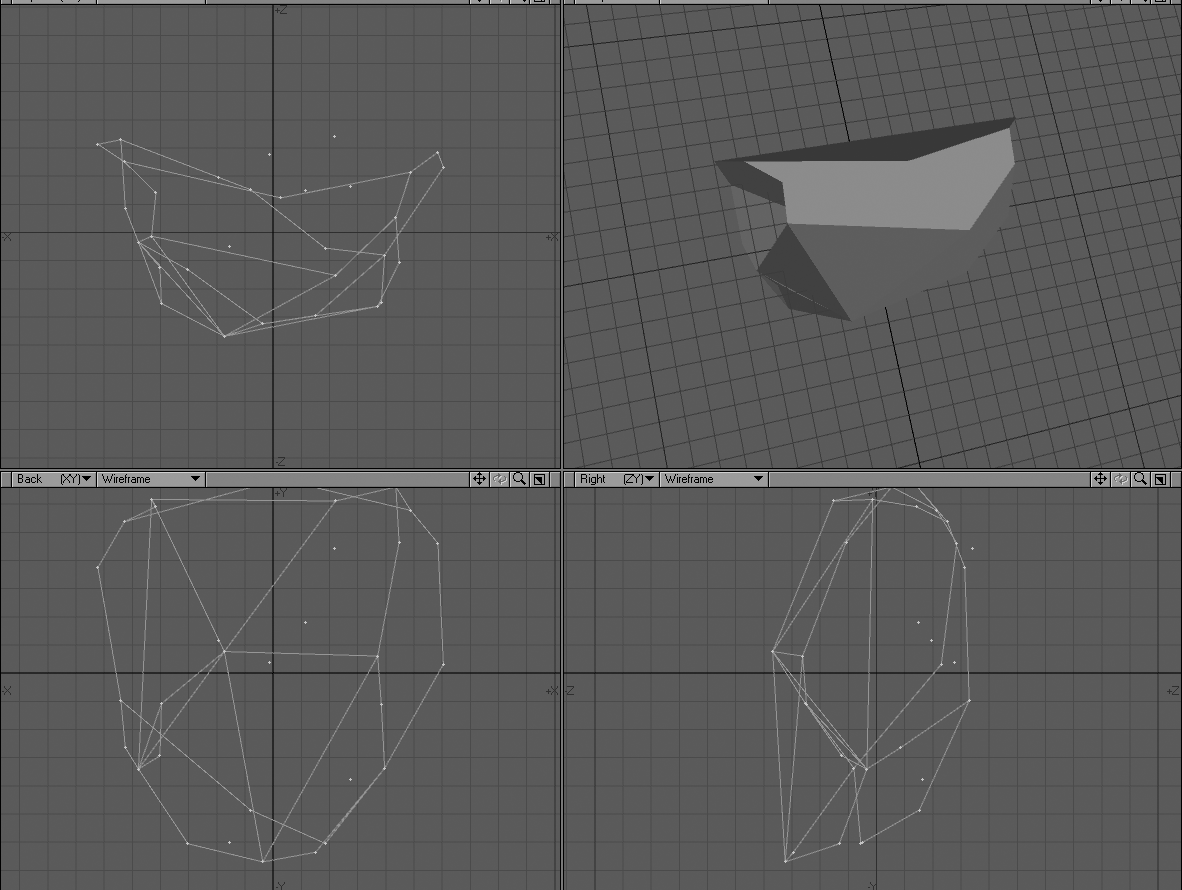 +Z
-X
+X
-Z
Back (XY) Wireframe
Right (ZY) Wireframe
+Y
-X
+X
-Y
-Z
+Z
-Y